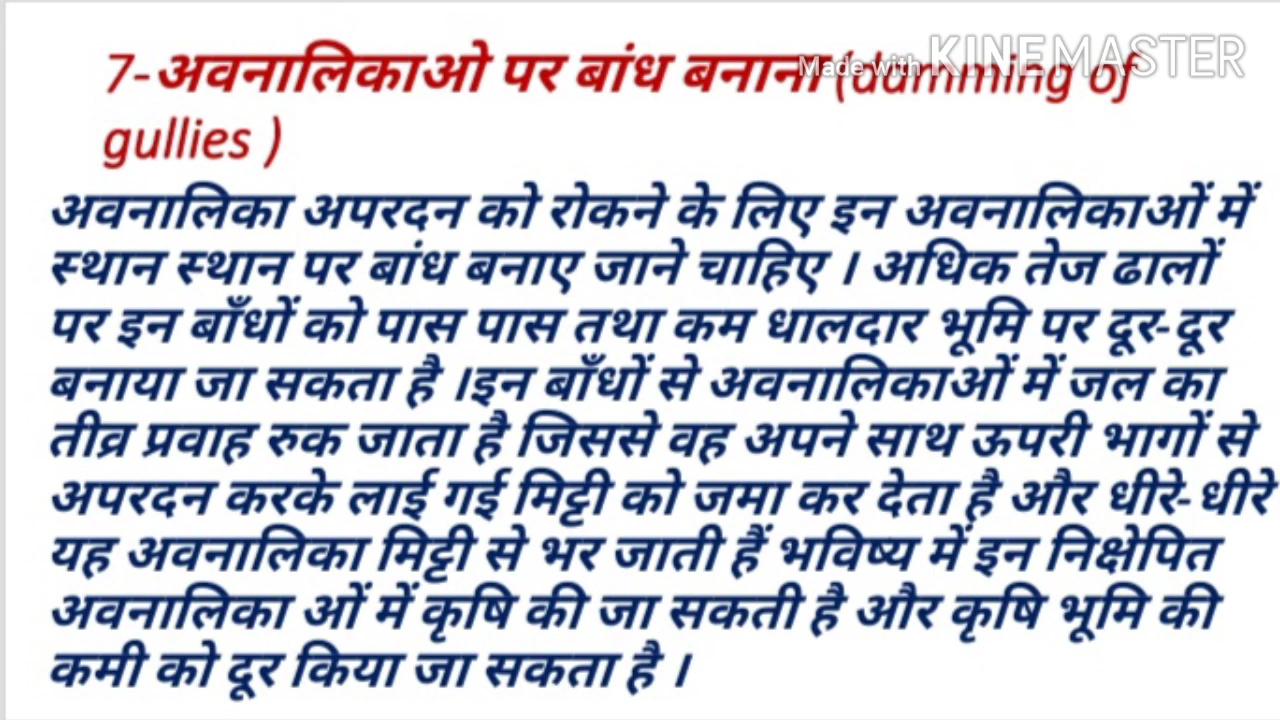 7-अवनालिकाओ पर बांध बनाना (damming of
Made with KINEMASTER
gullies )
अवनालिका अपरदन को रोकने के लिए इन अवनालिकाओं में
स्थान स्थान पर बांध बनाए जाने चाहिए । अधिक तेज ढालों
पर इन बाँधों को पास पास तथा कम धालदार भूमि पर दूर-दूर
बनाया जा सकता है ।इन बाँधों से अवनालिकाओं में जल का
तीव्र प्रवाह रुक जाता है जिससे वह अपने साथ ऊपरी भागों से
अपरदन करके लाई गई मिट्टी को जमा कर देता है और धीरे-धीरे
यह अवनालिका मिट्टी से भर जाती हैं भविष्य में इन निक्षेपित
अवनालिका ओं में कृषि की जा सकती है और कृषि भूमि की
कमी को दूर किया जा सकता है ।